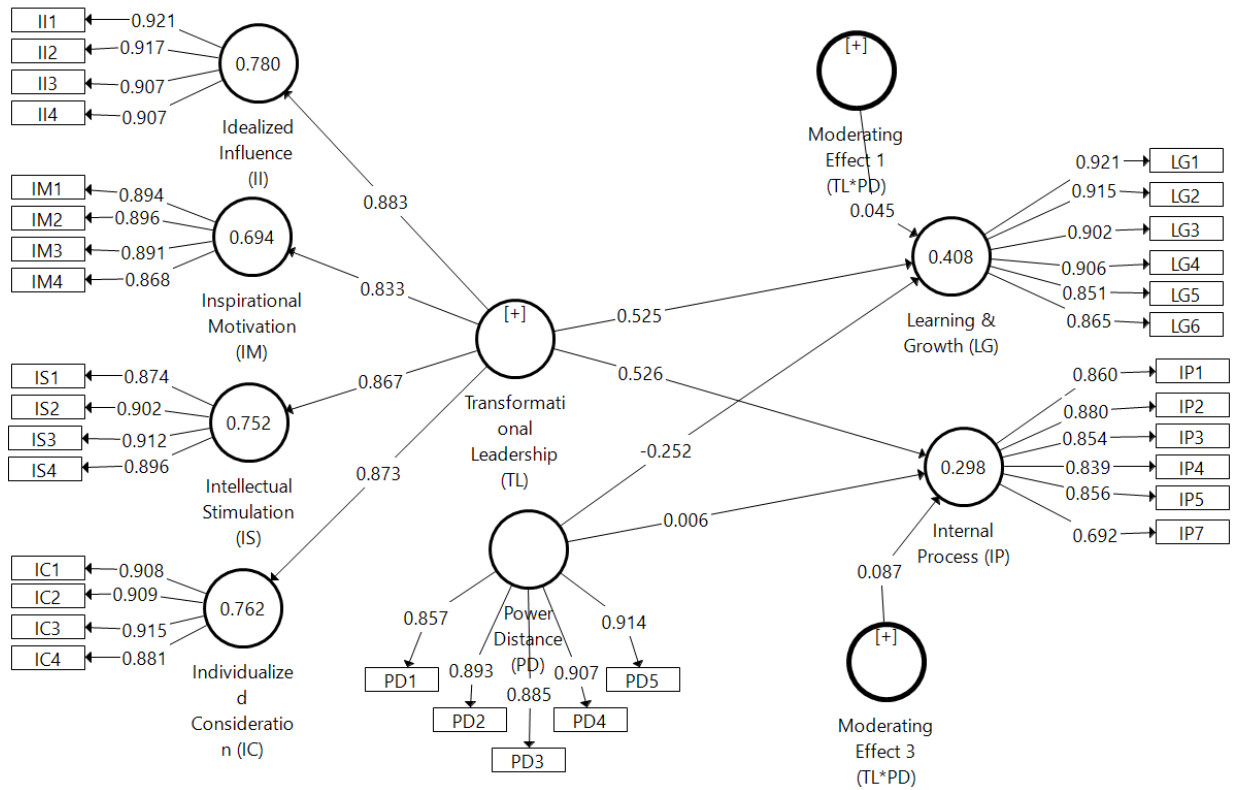 II1
0.921
II2
0.917
II3
0.907
II4
0.907
0.780
Idealized
Influence
(II)
IM1
0.894
IM2
0.896
IM3
0.891
IM4
0.868
0.694
Inspirational
Motivation
(IM)
IS1
0.874
IS2
0.902
IS3
0.912
IS4
0.896
0.752
Intellectual
Stimulation
(IS)
IC1
0.908
IC2
0.909
IC3
0.915
IC4
0.881
0.762
Individualize
d
Consideratio
n (IC)
0.883
0.833
0.867
0.873
[+]
Transformati
onal
Leadership
(TL)
0.525
0.526
-0.252
0.006
Power
Distance
(PD)
0.857
0.893
0.885
0.907
0.914
PD1
PD2
PD3
PD4
PD5
[+]
Moderating
Effect 1
(TL*PD)
0.045
0.408
Learning &
Growth (LG)
0.921
LG1
0.915
LG2
0.902
LG3
0.906
LG4
0.851
LG5
0.865
LG6
0.298
Internal
Process (IP)
0.860
IP1
0.880
IP2
0.854
IP3
0.839
IP4
0.856
IP5
0.692
IP7
0.087
[+]
Moderating
Effect 3
(TL*PD)